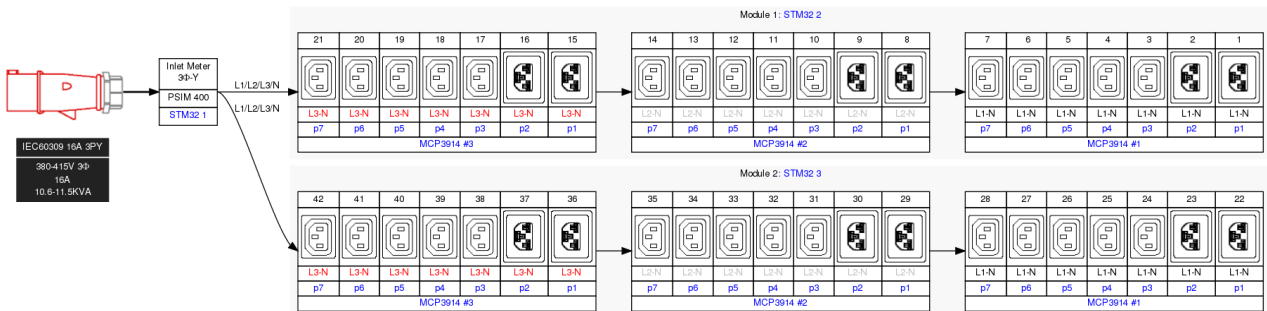 Module 1: STM32 2
21 20 19 18 17 16 15
14 13 12 11 10 9 8
7 6 5 4 3 2 1
Inlet Meter
3Φ-Y
PSIM 400
STM32 1
L1/L2/L3/N
L1/L2/L3/N
L3-N L3-N L3-N L3-N L3-N L3-N L3-N
p7 p6 p5 p4 p3 p2 p1
MCP3914 #3
L2-N L2-N L2-N L2-N L2-N L2-N L2-N
p7 p6 p5 p4 p3 p2 p1
MCP3914 #2
L1-N L1-N L1-N L1-N L1-N L1-N L1-N
p7 p6 p5 p4 p3 p2 p1
MCP3914 #1
IEC60309 16A 3PY
380-415V 3Φ
16A
10.6-11.5KVA
Module 2: STM32 3
42 41 40 39 38 37 36
35 34 33 32 31 30 29
28 27 26 25 24 23 22
L3-N L3-N L3-N L3-N L3-N L3-N L3-N
p7 p6 p5 p4 p3 p2 p1
MCP3914 #3
L2-N L2-N L2-N L2-N L2-N L2-N L2-N
p7 p6 p5 p4 p3 p2 p1
MCP3914 #2
L1-N L1-N L1-N L1-N L1-N L1-N L1-N
p7 p6 p5 p4 p3 p2 p1
MCP3914 #1